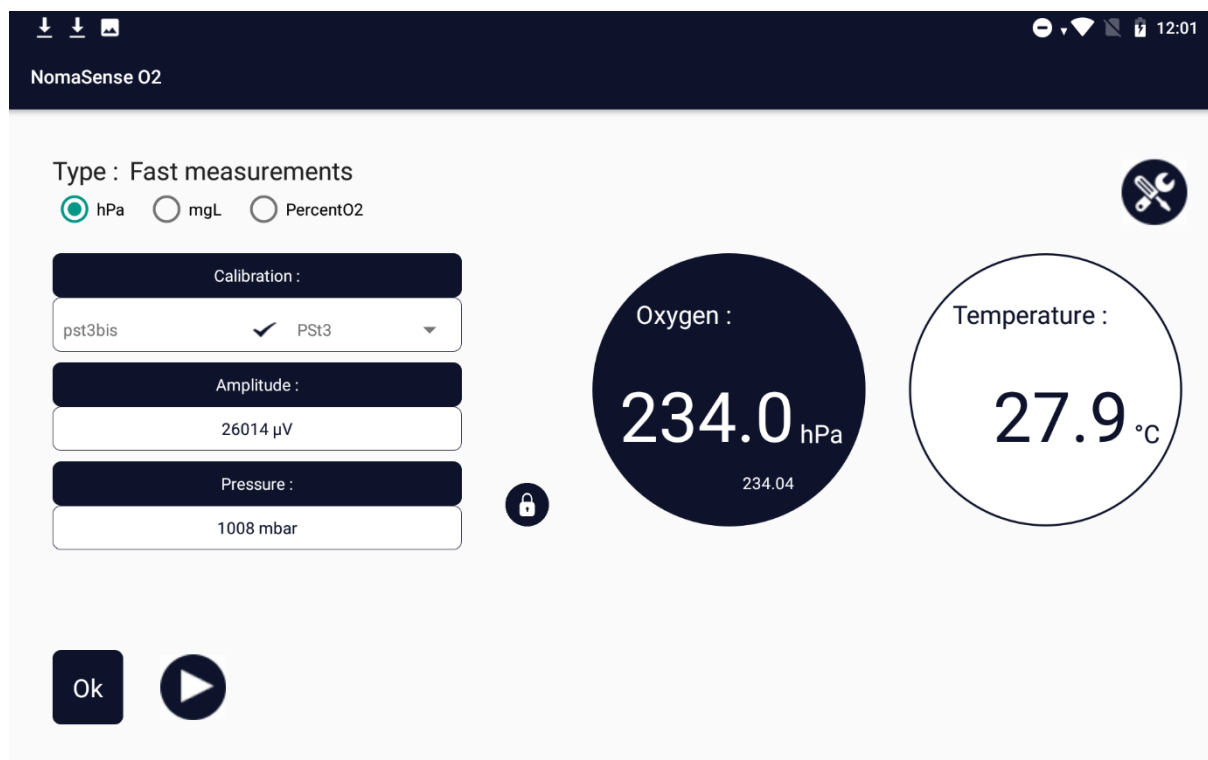 12:01
NomaSense O2
Type : Fast measurements
hPa mgL PercentO2
Calibration :
pst3bis PSt3
Amplitude :
26014 µV
Pressure :
1008 mbar
Oxygen :
234.0 hPa
234.04
Temperature :
27.9 °C
Ok